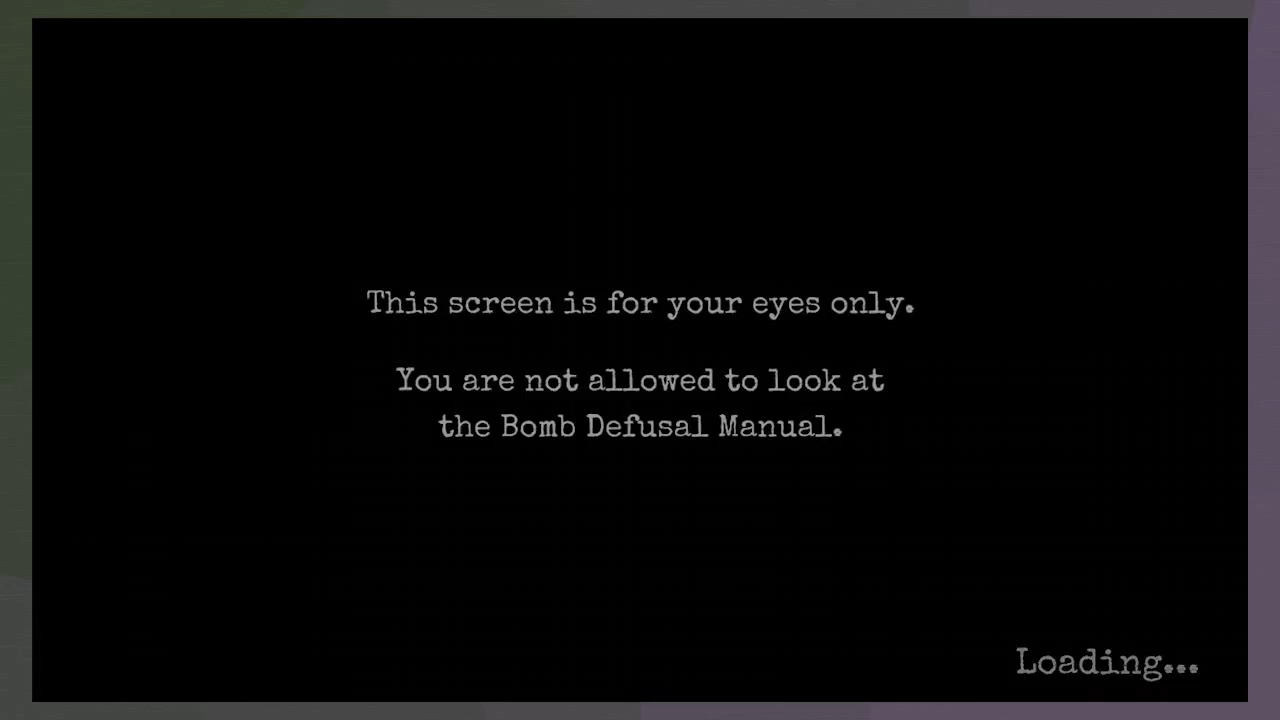 This screen is for your eyes only.
You are not allowed to look at
the Bomb Defusal Manual.
Loading...